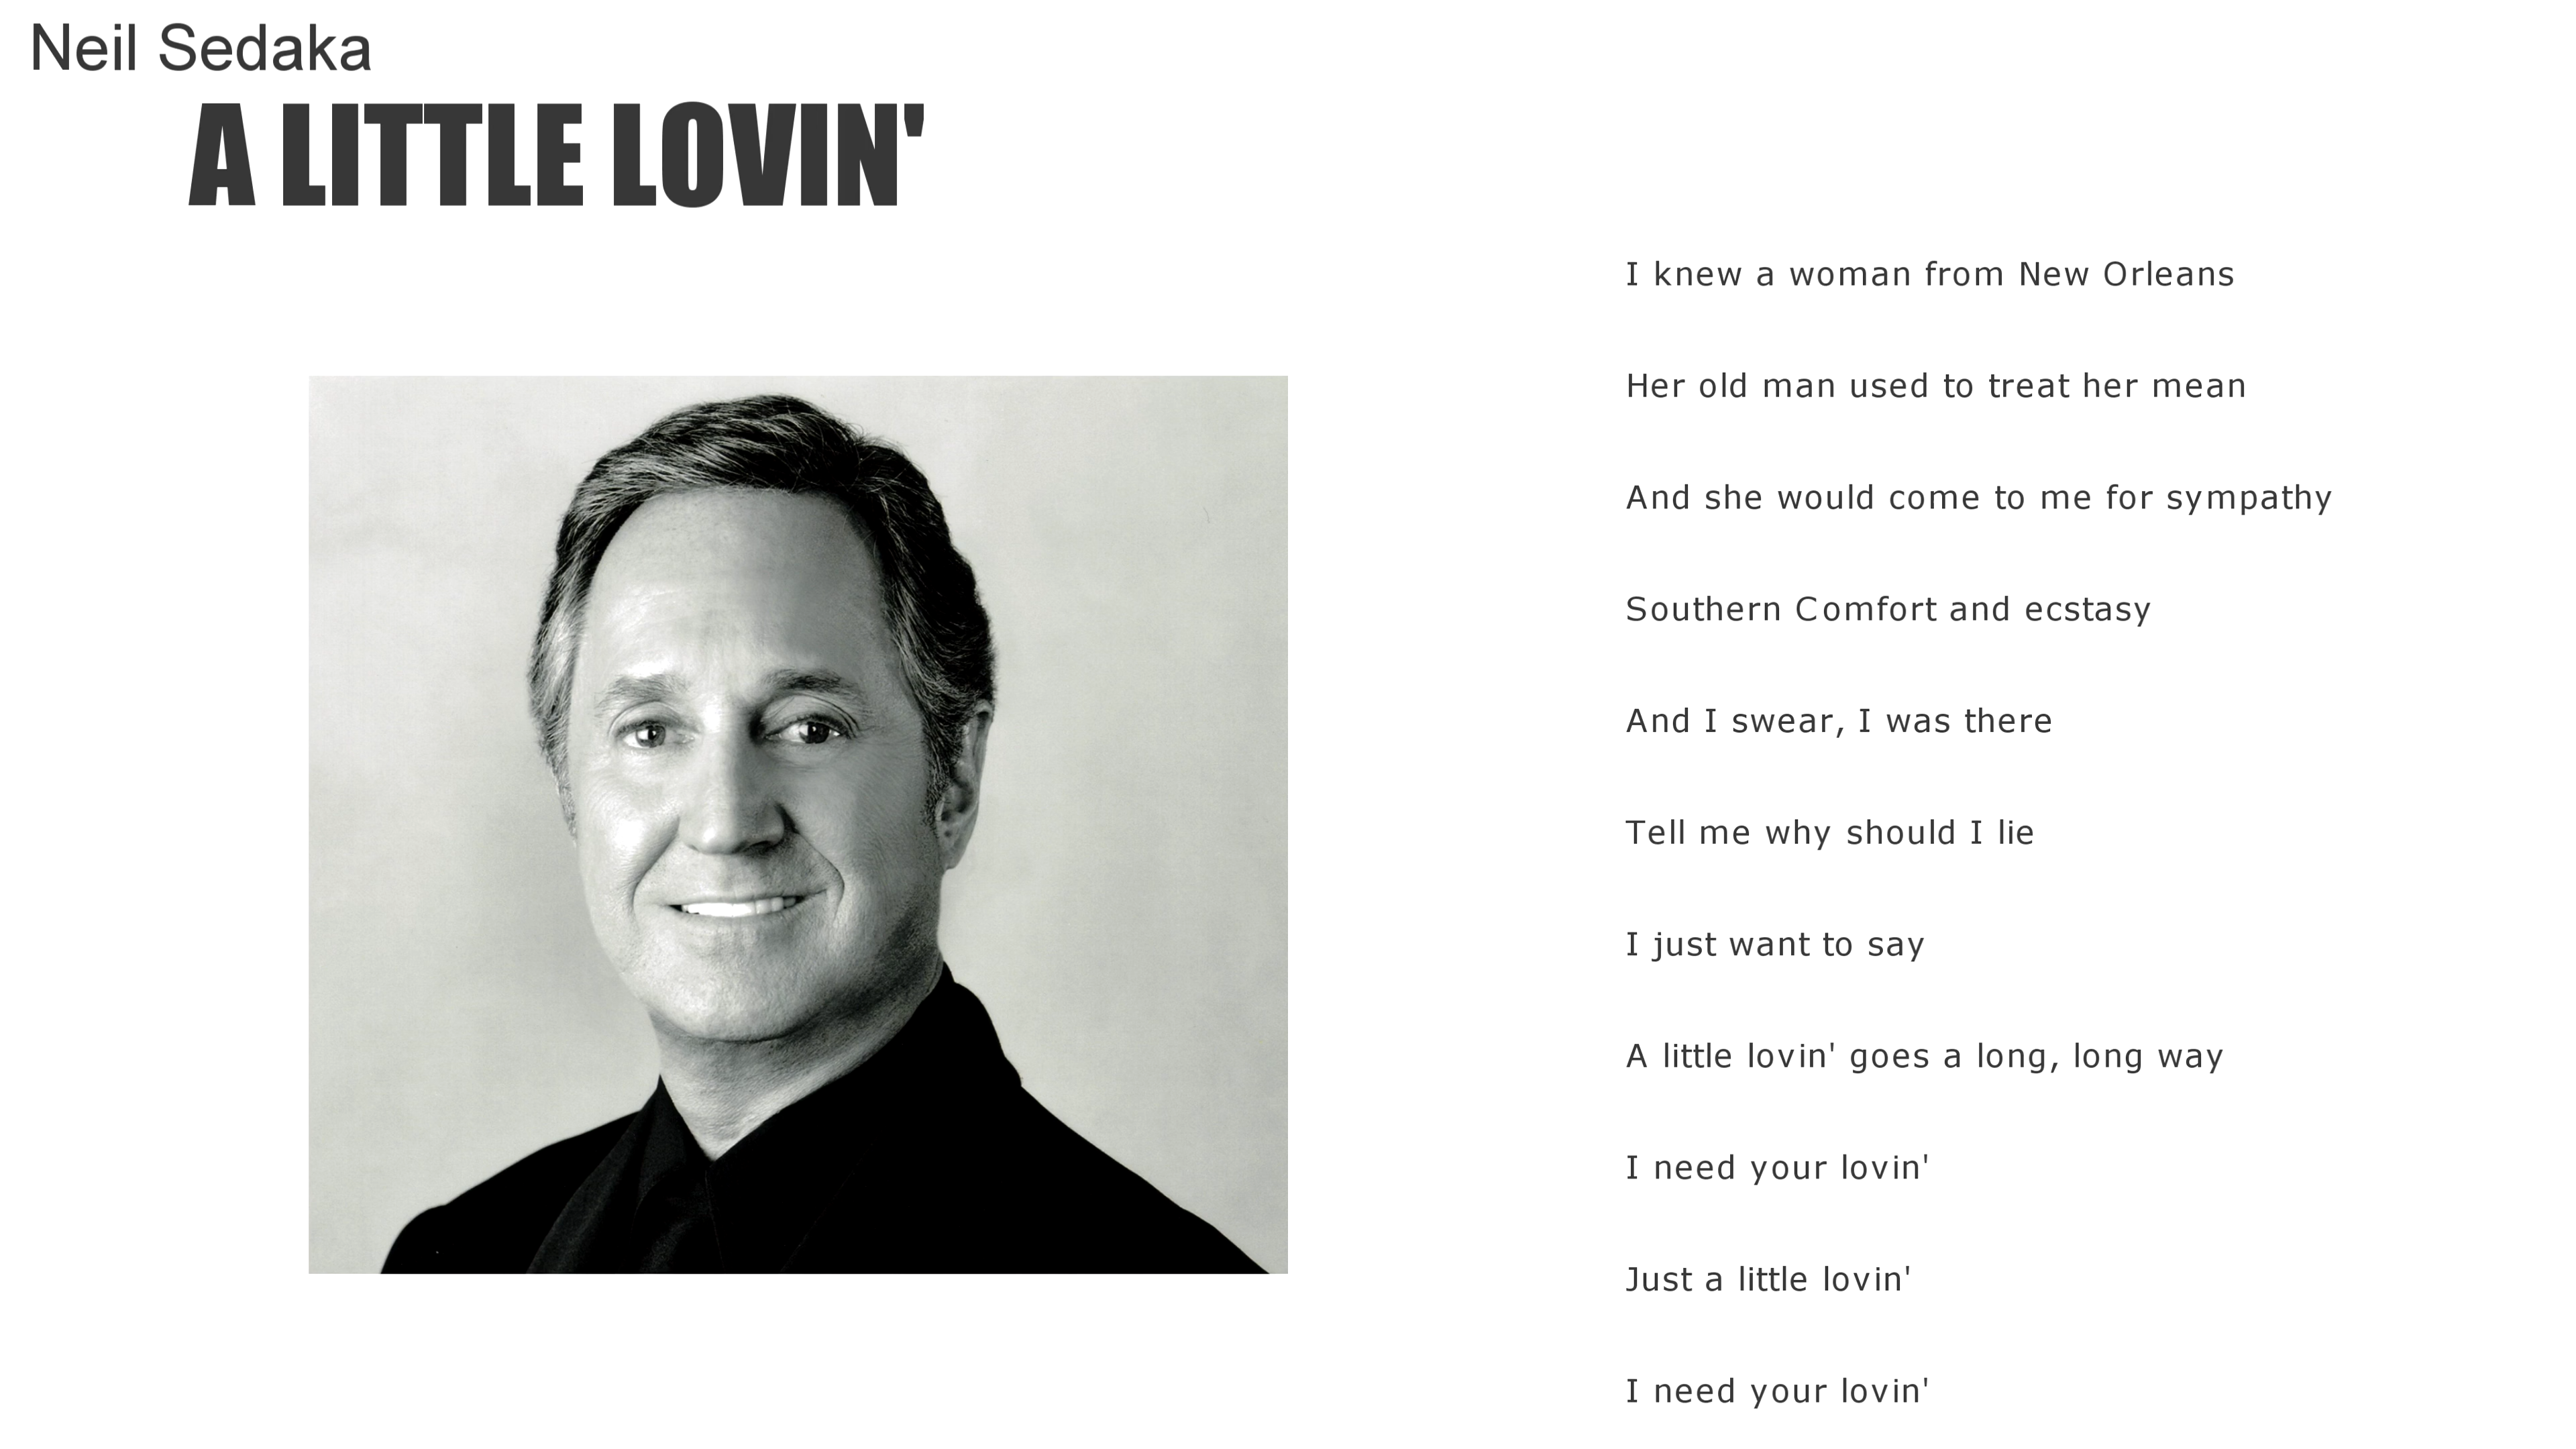 Neil Sedaka
A LITTLE LOVIN'
I knew a woman from New Orleans
Her old man used to treat her mean
And she would come to me for sympathy
Southern Comfort and ecstasy
And I swear, I was there
Tell me why should I lie
I just want to say
A little lovin' goes a long, long way
I need your lovin'
Just a little lovin'
I need your lovin'